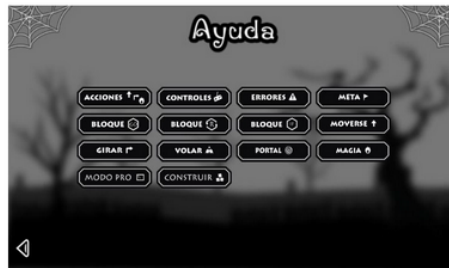 Ayuda
ACCIONES CONTROLES ERRORES META
BLOQUE BLOQUE BLOQUE MOVERSE
GIRAR VOLAR PORTAL MAGIA
MODO PRO CONSTRUIR